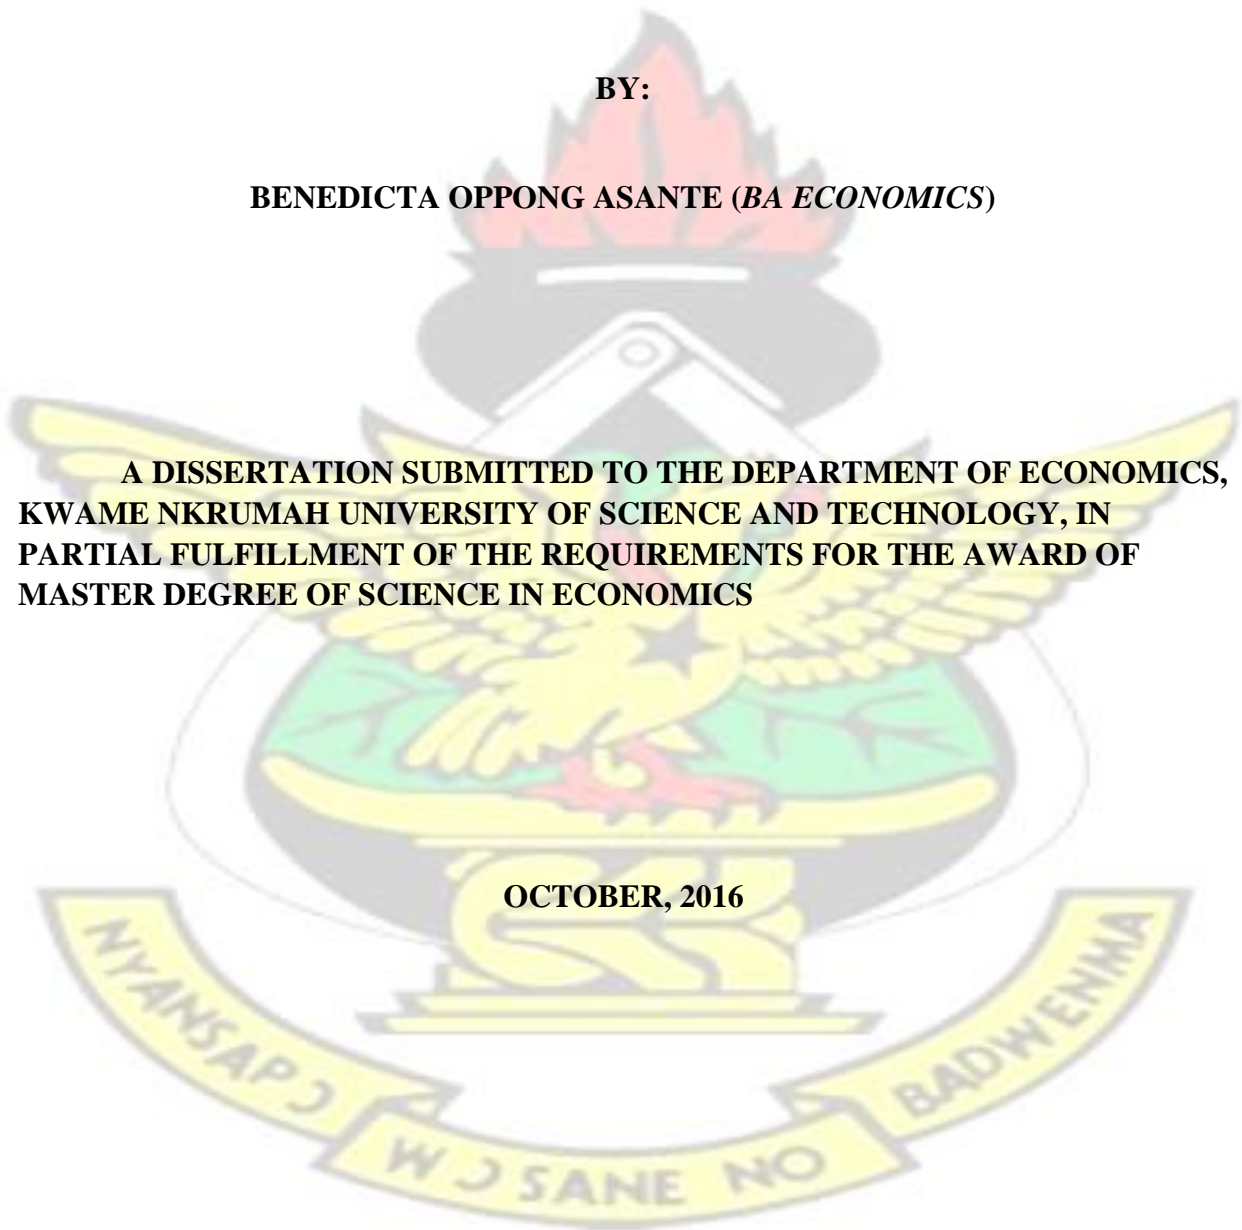 BY:
BENEDICTA OPPONG ASANTE (BA ECONOMICS)
A DISSERTATION SUBMITTED TO THE DEPARTMENT OF ECONOMICS,
KWAME NKRUMAH UNIVERSITY OF SCIENCE AND TECHNOLOGY, IN
PARTIAL FULFILLMENT OF THE REQUIREMENTS FOR THE AWARD OF
MASTER DEGREE OF SCIENCE IN ECONOMICS
OCTOBER, 2016
NYANSAPƆ
WƆSANE NO
BADWENMA